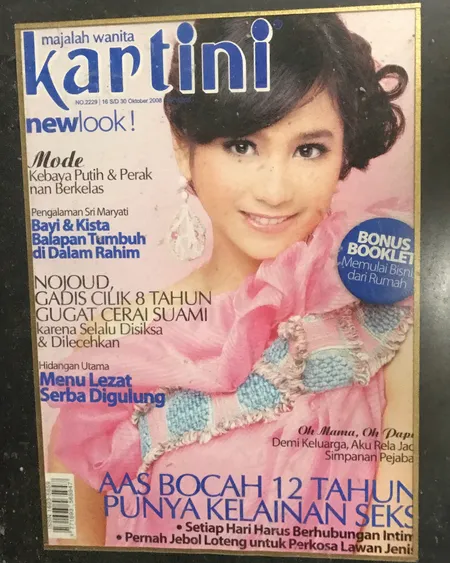 majalah wanita
kartini
NO.2229 | 16 S/D 30 Oktober 2008
newlook!
Mode
Kebaya Putih & Perak
nan Berkelas
Pengalaman Sri Maryati
Bayi & Kista
Balapan Tumbuh
di Dalam Rahim
BONUS
BOOKLET
Memulai Bisnis
dari Rumah
NOJOUD,
GADIS CILIK 8 TAHUN
GUGAT CERAI SUAMI
karena Selalu Disiksa
& Dilecehkan
Hidangan Utama
Menu Lezat
Serba Digulung
Oh Mama, Oh Papa
Demi Keluarga, Aku Rela Jadi
Simpanan Pejabat
AAS BOCAH 12 TAHUN
PUNYA KELAINAN SEKS
• Setiap Hari Harus Berhubungan Intim
• Pernah Jebol Loteng untuk Perkosa Lawan Jenis